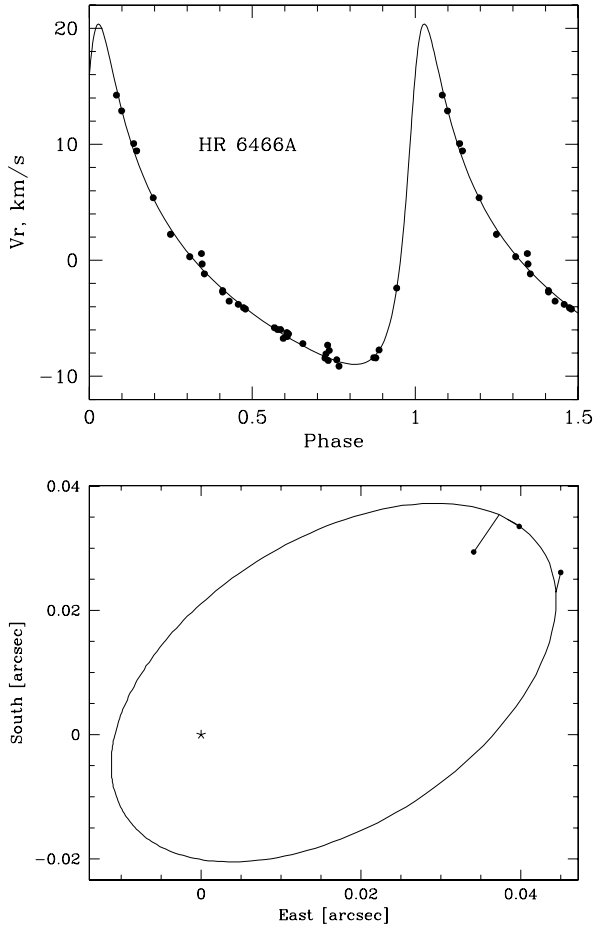 20
10
0
−10
Vr, km/s
HR 6466A
0 0.5 1 1.5
Phase
0.04
0.02
0
−0.02
South [arcsec]
0 0.02 0.04
East [arcsec]